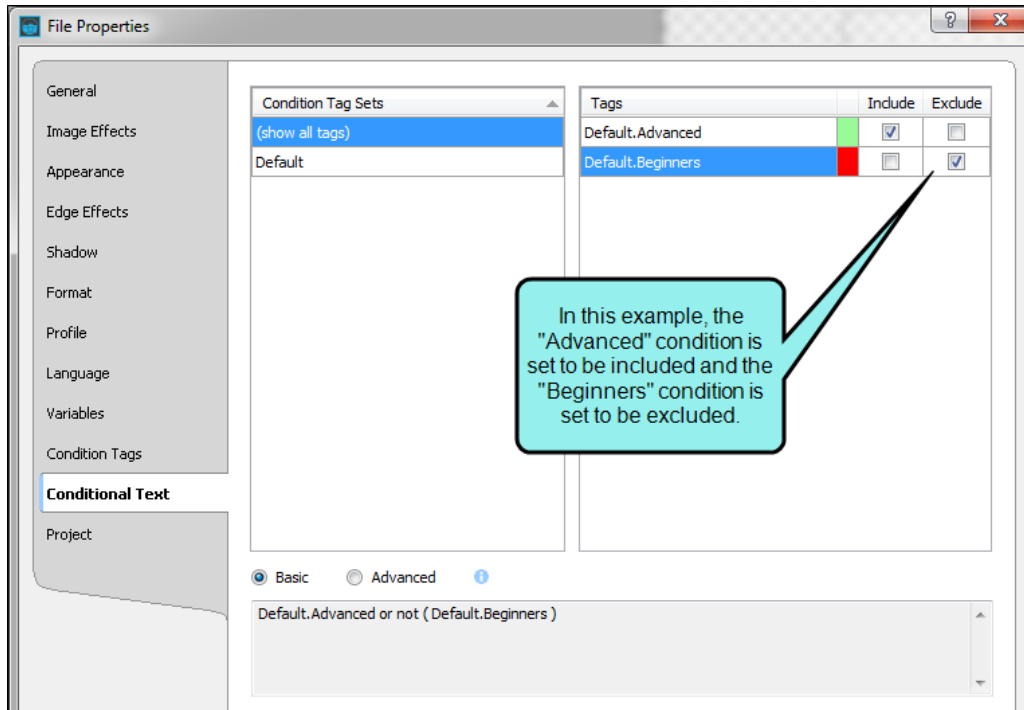 File Properties
?
X
General
Image Effects
Appearance
Edge Effects
Shadow
Format
Profile
Language
Variables
Condition Tags
Conditional Text
Project
Condition Tag Sets
(show all tags)
Default
Tags Include Exclude
Default.Advanced
Default.Beginners
In this example, the
"Advanced" condition is
set to be included and the
"Beginners" condition is
set to be excluded.
Basic Advanced
Default.Advanced or not ( Default.Beginners )